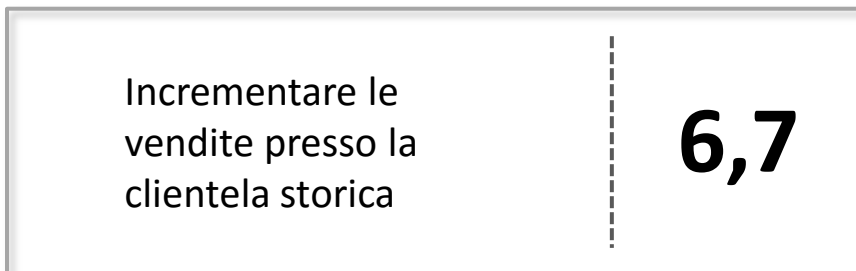 Incrementare le
vendite presso la
clientela storica
6,7